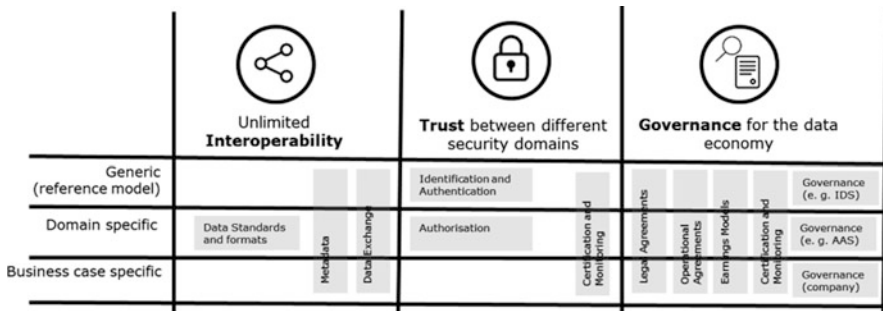 Unlimited
Interoperability
Trust between different
security domains
Governance for the data
economy
Generic
(reference model)
Identification and
Authentication
Governance
(e. g. IDS)
Domain specific
Data Standards
and formats
Authorisation
Governance
(e. g. AAS)
Business case specific
Governance
(company)
Metadata
Data Exchange
Certification and
Monitoring
Legal Agreements
Operational
Agreements
Earnings Models
Certification and
Monitoring